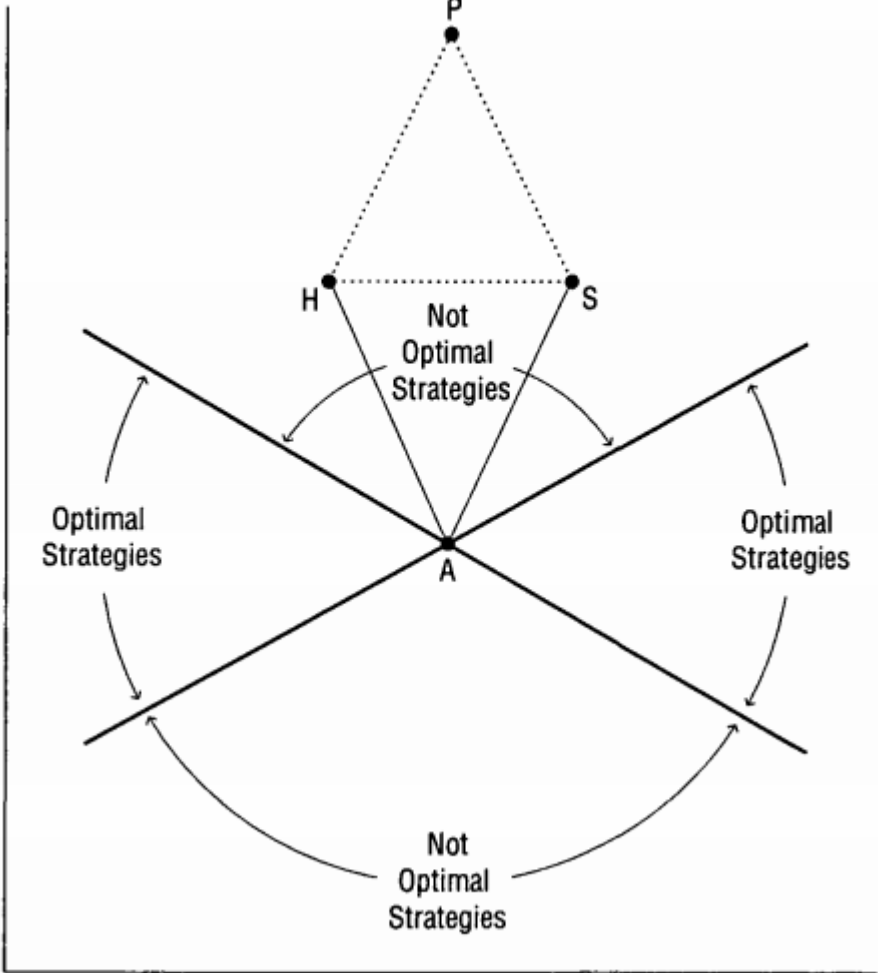 P
H
S
Not
Optimal
Strategies
Optimal
Strategies
Optimal
Strategies
A
Not
Optimal
Strategies